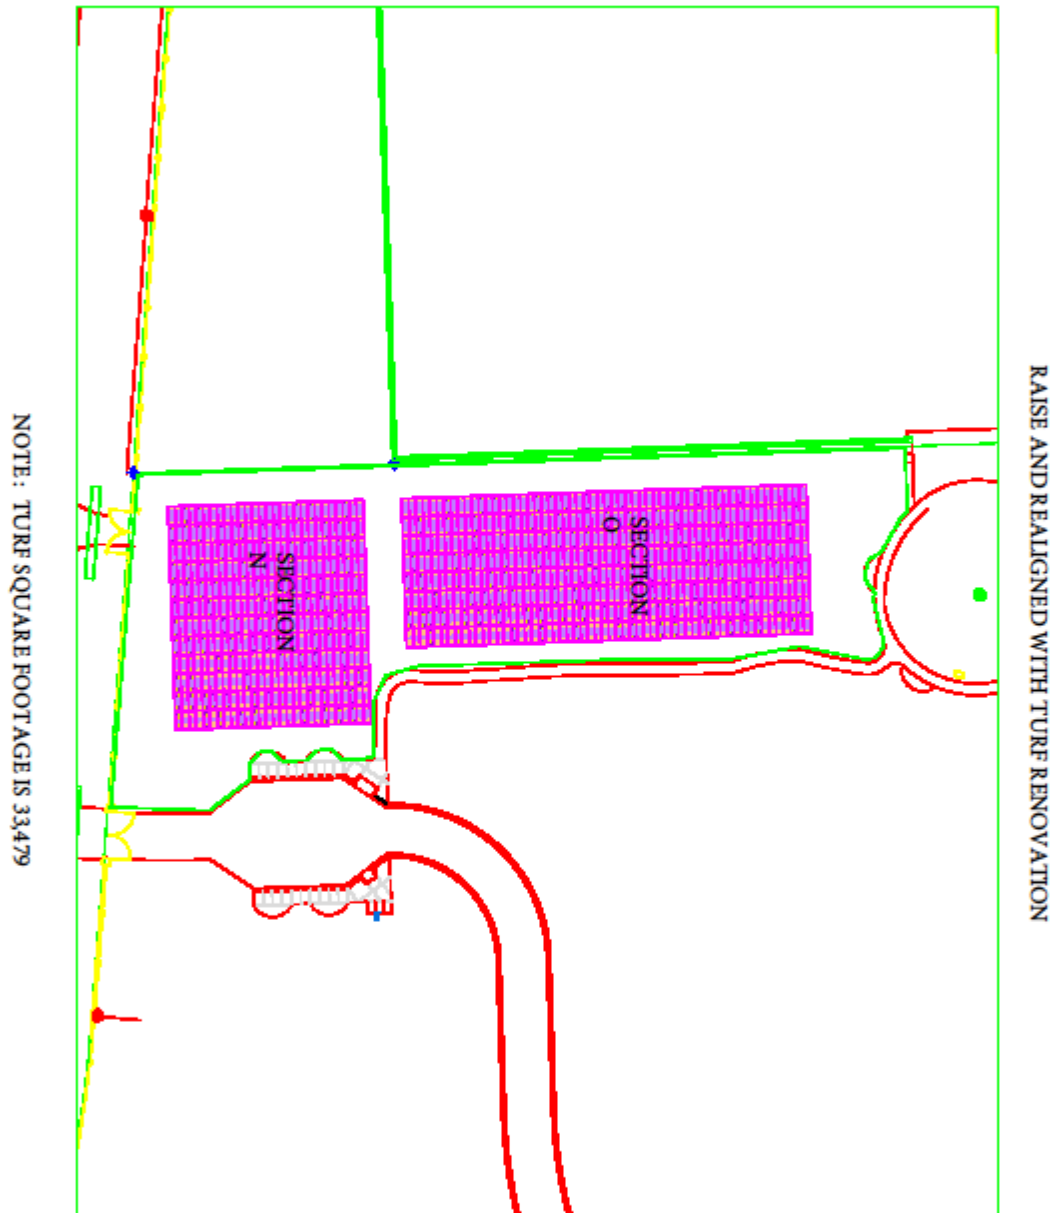 RAISE AND REALIGNED WITH TURF RENOVATION
SECTION
O
SECTION
N
NOTE: TURF SQUARE FOOTAGE IS 33,479